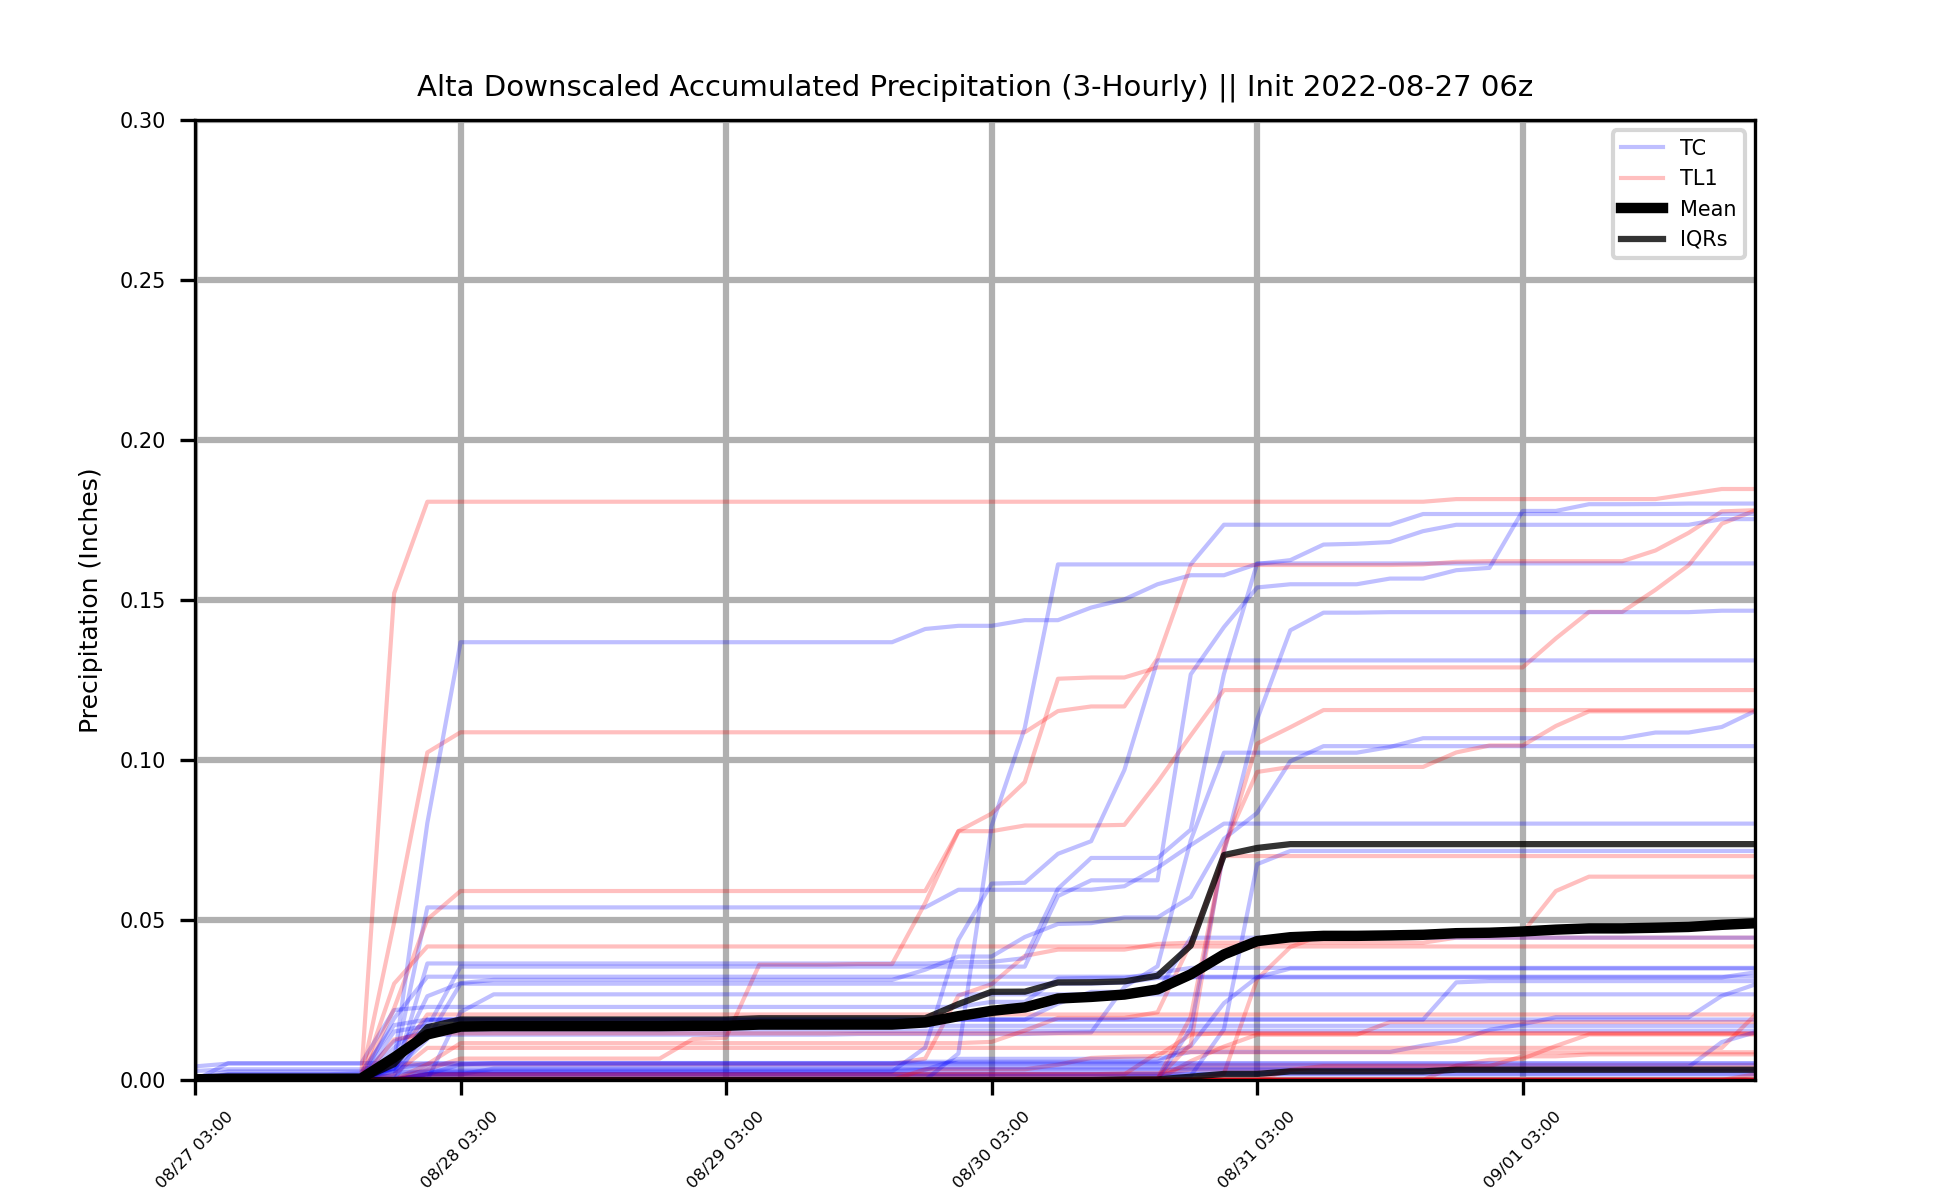 Alta Downscaled Accumulated Precipitation (3-Hourly) || Init 2022-08-27 06z
Precipitation (Inches)
0.30
0.25
0.20
0.15
0.10
0.05
0.00
TC
TL1
Mean
IQRs
08/27 03:00
08/28 03:00
08/29 03:00
08/30 03:00
08/31 03:00
09/01 03:00